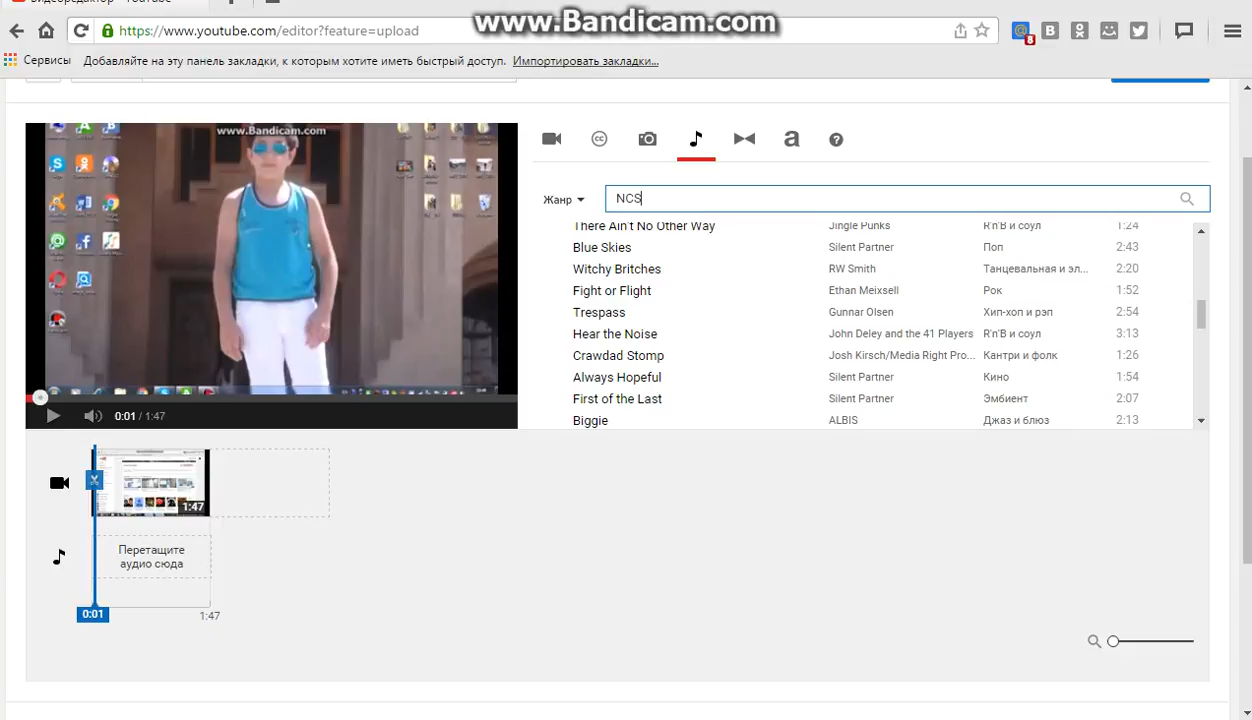 Видеоредактор - YouTube
www.Bandicam.com
https://www.youtube.com/editor?feature=upload
Сервисы
Добавляйте на эту панель закладки, к которым хотите иметь быстрый доступ. Импортировать закладки...
www.Bandicam.com
Жанр
NCS
There Ain't No Other Way Jingle Punks R'n'B и соул 1:24
Blue Skies Silent Partner Поп 2:43
Witchy Britches RW Smith Танцевальная и эл... 2:20
Fight or Flight Ethan Meixsell Рок 1:52
Trespass Gunnar Olsen Хип-хоп и рэп 2:54
Hear the Noise John Deley and the 41 Players R'n'B и соул 3:13
Crawdad Stomp Josh Kirsch/Media Right Pro... Кантри и фолк 1:26
Always Hopeful Silent Partner Кино 1:54
First of the Last Silent Partner Эмбиент 2:07
Biggie ALBIS Джаз и блюз 2:13
0:01 / 1:47
1:47
Перетащите
аудио сюда
0:01
1:47